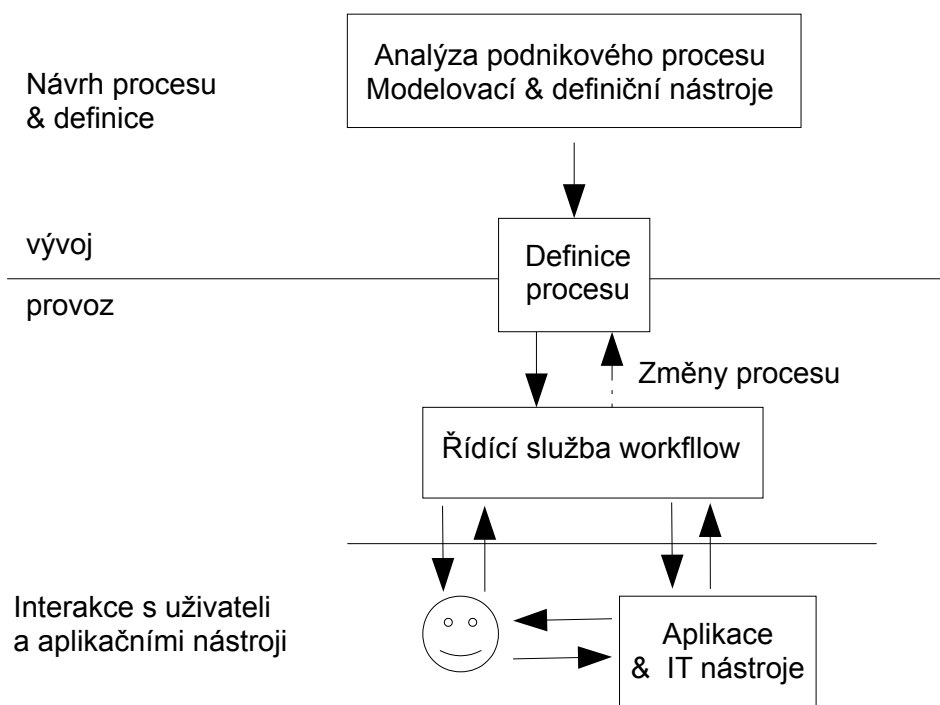 Analýza podnikového procesu
Modelovací & definiční nástroje
Návrh procesu
& definice
vývoj
Definice
procesu
provoz
Změny procesu
Řídící služba workfllow
Interakce s uživateli
a aplikačními nástroji
Aplikace
& IT nástroje